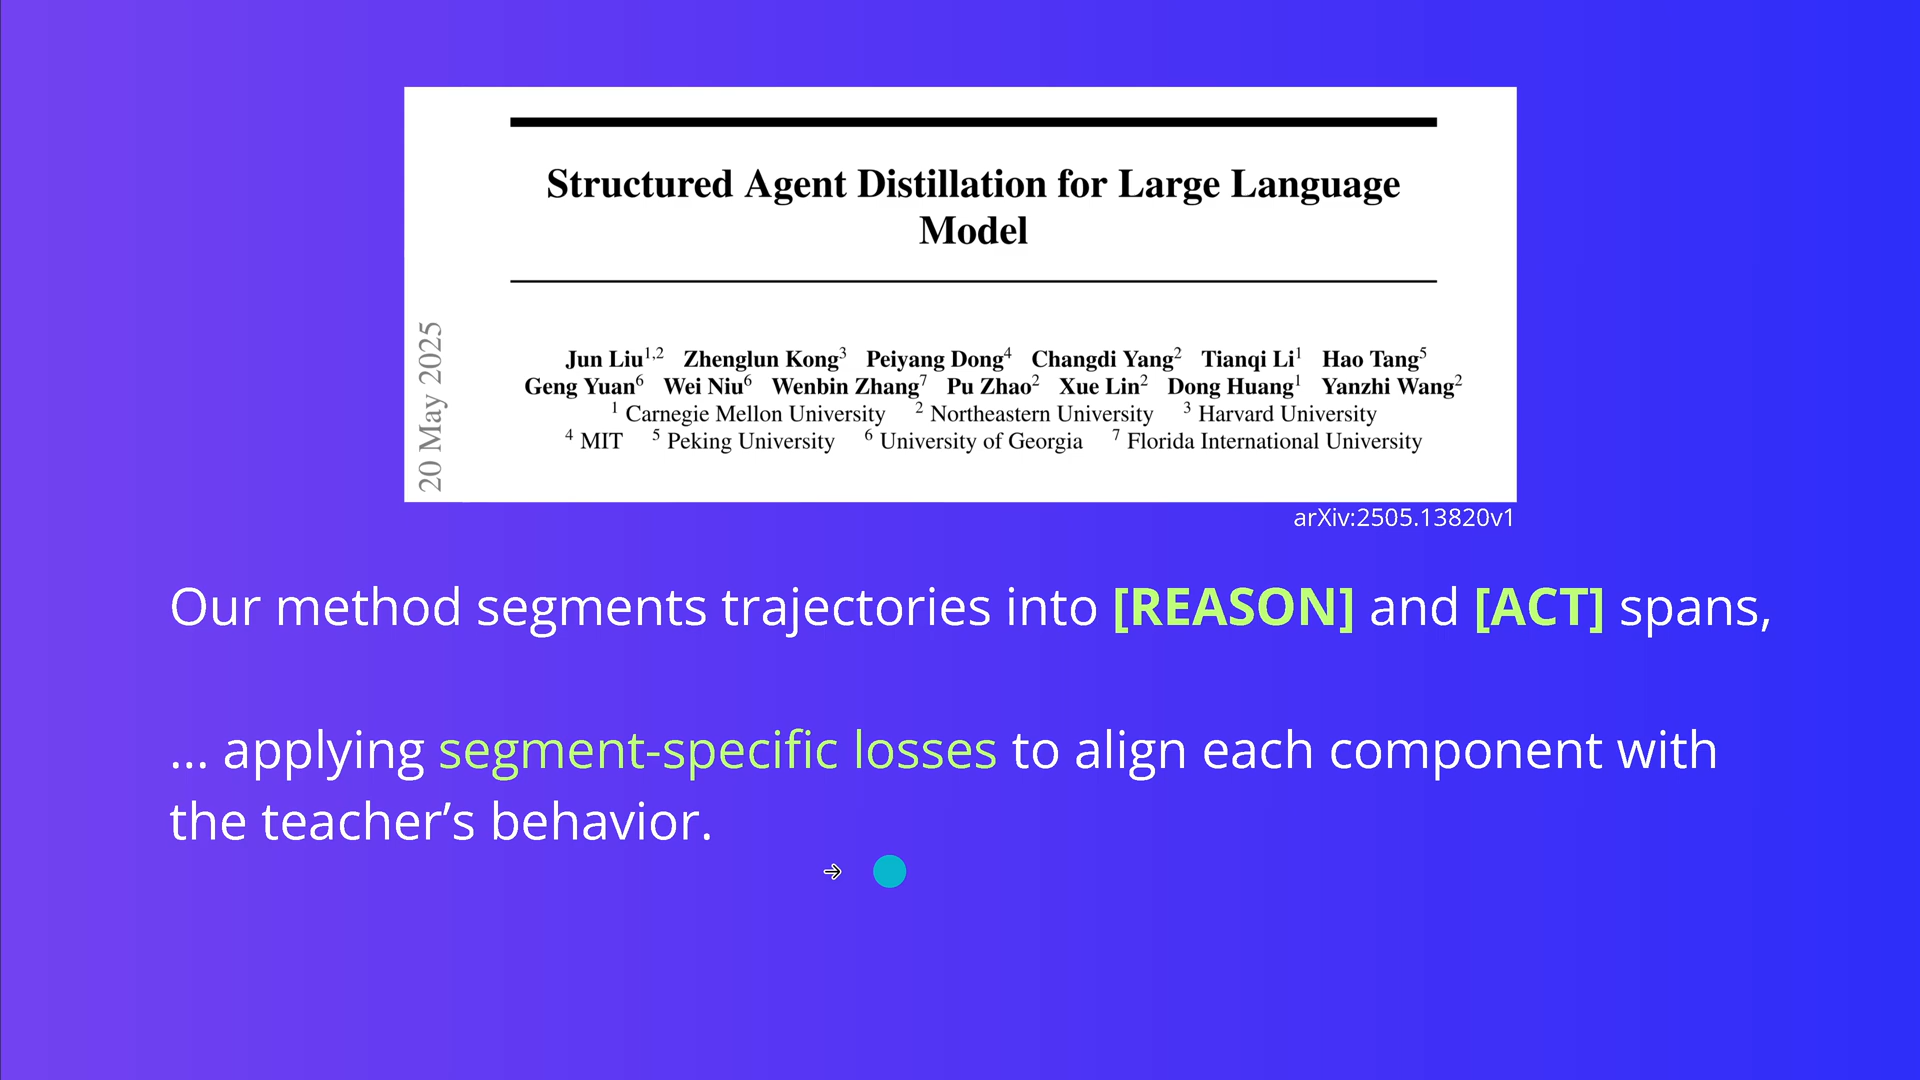 Structured Agent Distillation for Large Language
Model
20 May 2025
Jun Liu1,2 Zhenglun Kong3 Peiyang Dong4 Changdi Yang2 Tianqi Li1 Hao Tang5
Geng Yuan6 Wei Niu6 Wenbin Zhang7 Pu Zhao2 Xue Lin2 Dong Huang1 Yanzhi Wang2
1 Carnegie Mellon University 2 Northeastern University 3 Harvard University
4 MIT 5 Peking University 6 University of Georgia 7 Florida International University
arXiv:2505.13820v1
Our method segments trajectories into [REASON] and [ACT] spans,
... applying segment-specific losses to align each component with
the teacher’s behavior.